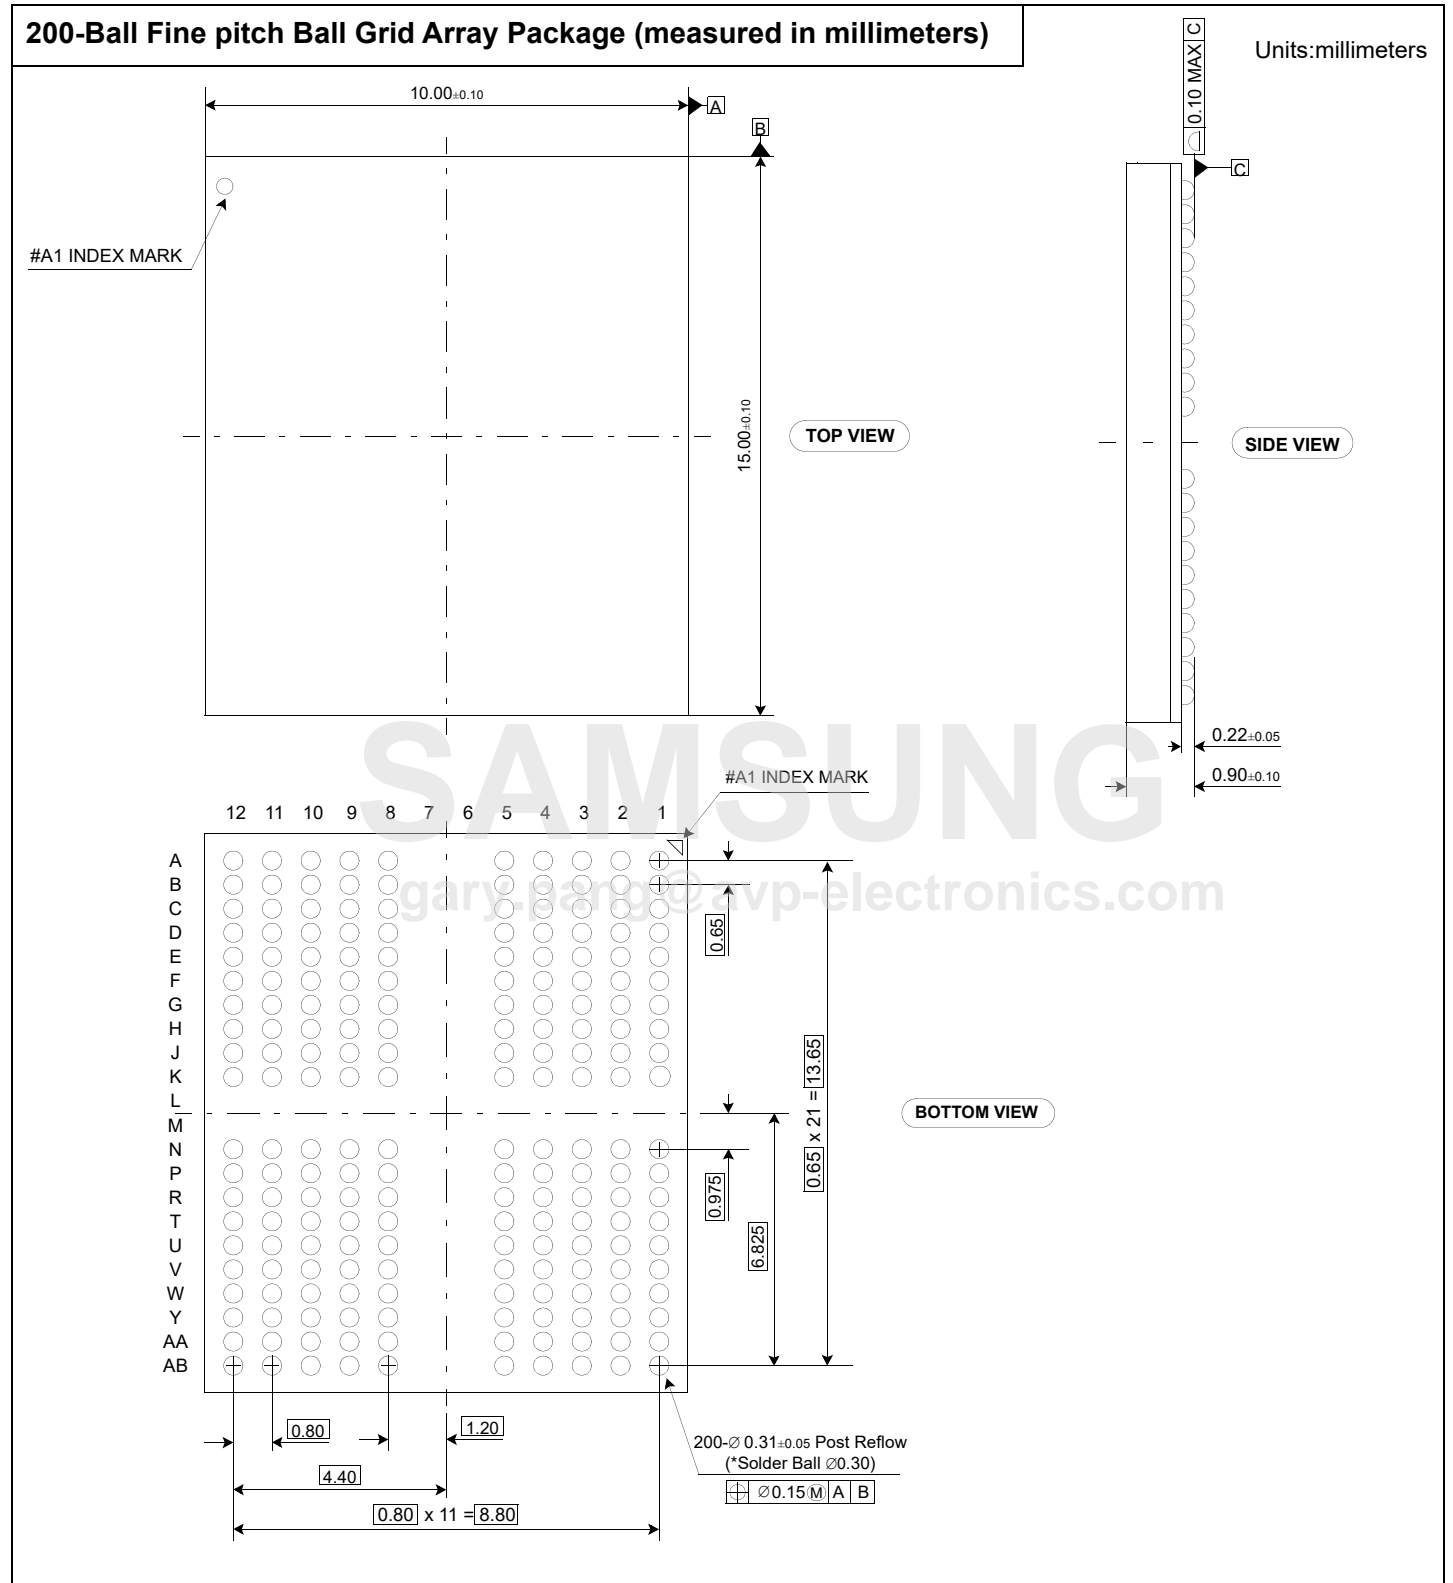 200-Ball Fine pitch Ball Grid Array Package (measured in millimeters)
Units:millimeters
0.10 MAX C
10.00±0.10
A
B
C
#A1 INDEX MARK
15.00±0.10
TOP VIEW
SIDE VIEW
0.22±0.05
0.90±0.10
SAMSUNG
gary.pang@avp-electronics.com
#A1 INDEX MARK
12 11 10 9 8 7 6 5 4 3 2 1
A
B
C
D
E
F
G
H
J
K
L
M
N
P
R
T
U
V
W
Y
AA
AB
0.65
0.65 x 21 = 13.65
0.975
6.825
BOTTOM VIEW
0.80
1.20
4.40
0.80 x 11 = 8.80
200-∅ 0.31±0.05 Post Reflow
(*Solder Ball ∅0.30)
∅0.15 Ⓜ A B